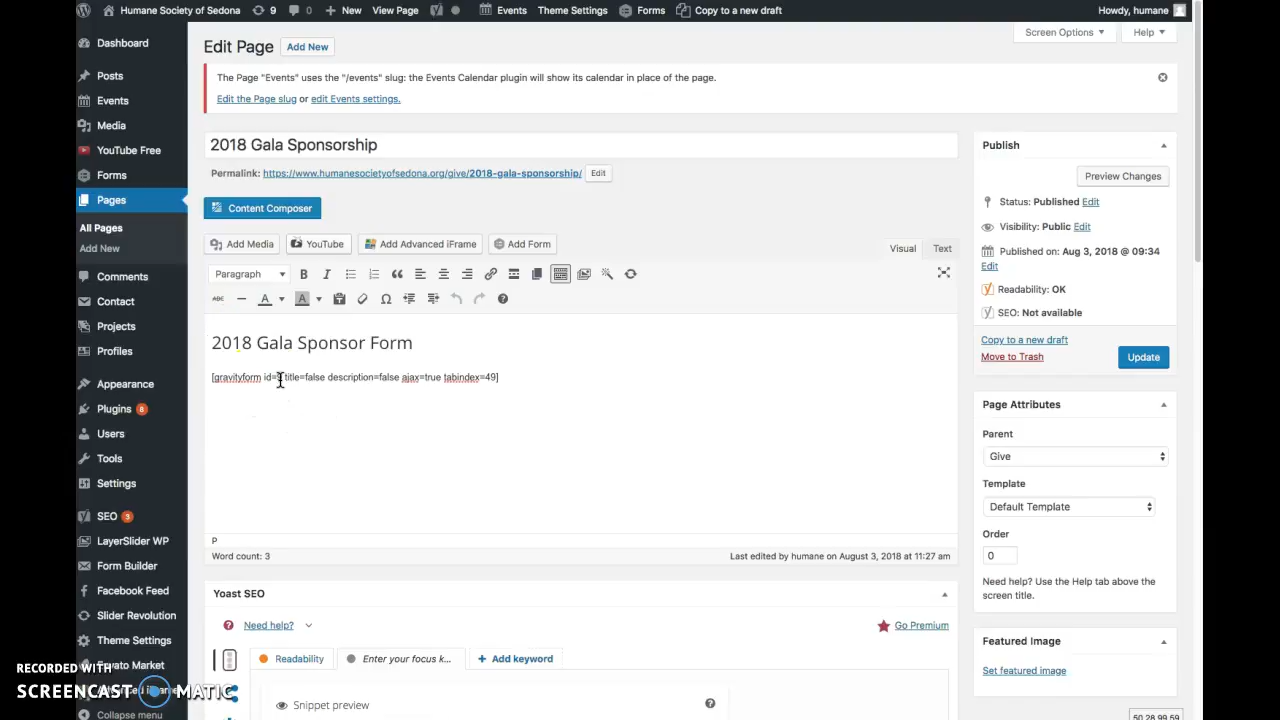 Humane Society of Sedona 9 0 + New View Page Events Theme Settings Forms Copy to a new draft Howdy, humane
Screen Options Help
Dashboard
Posts
Events
Media
YouTube Free
Forms
Pages
All Pages
Add New
Comments
Contact
Projects
Profiles
Appearance
Plugins 8
Users
Tools
Settings
SEO 3
LayerSlider WP
Form Builder
Facebook Feed
Slider Revolution
Theme Settings
Market
Collapse menu
Edit Page Add New
The Page "Events" uses the "/events" slug: the Events Calendar plugin will show its calendar in place of the page.
Edit the Page slug or edit Events settings.
2018 Gala Sponsorship
Permalink: https://www.humanesocietyofsedona.org/give/2018-gala-sponsorship/ Edit
Content Composer
Add Media YouTube Add Advanced iFrame Add Form Visual Text
Paragraph B I
ABC A A
2018 Gala Sponsor Form
[gravityform title=false description=false ajax=true tabindex=49]
P
Word count: 3 Last edited by humane on August 3, 2018 at 11:27 am
Yoast SEO
Need help? Go Premium
Readability Enter your focus k... + Add keyword
Snippet preview
Publish
Preview Changes
Status: Published Edit
Visibility: Public Edit
Published on: Aug 3, 2018 @ 09:34
Edit
Readability: OK
SEO: Not available
Copy to a new draft
Move to Trash Update
Page Attributes
Parent
Give
Template
Default Template
Order
0
Need help? Use the Help tab above the
screen title.
Featured Image
Set featured image
50.28.99.59
RECORDED WITH
SCREENCAST MATIC